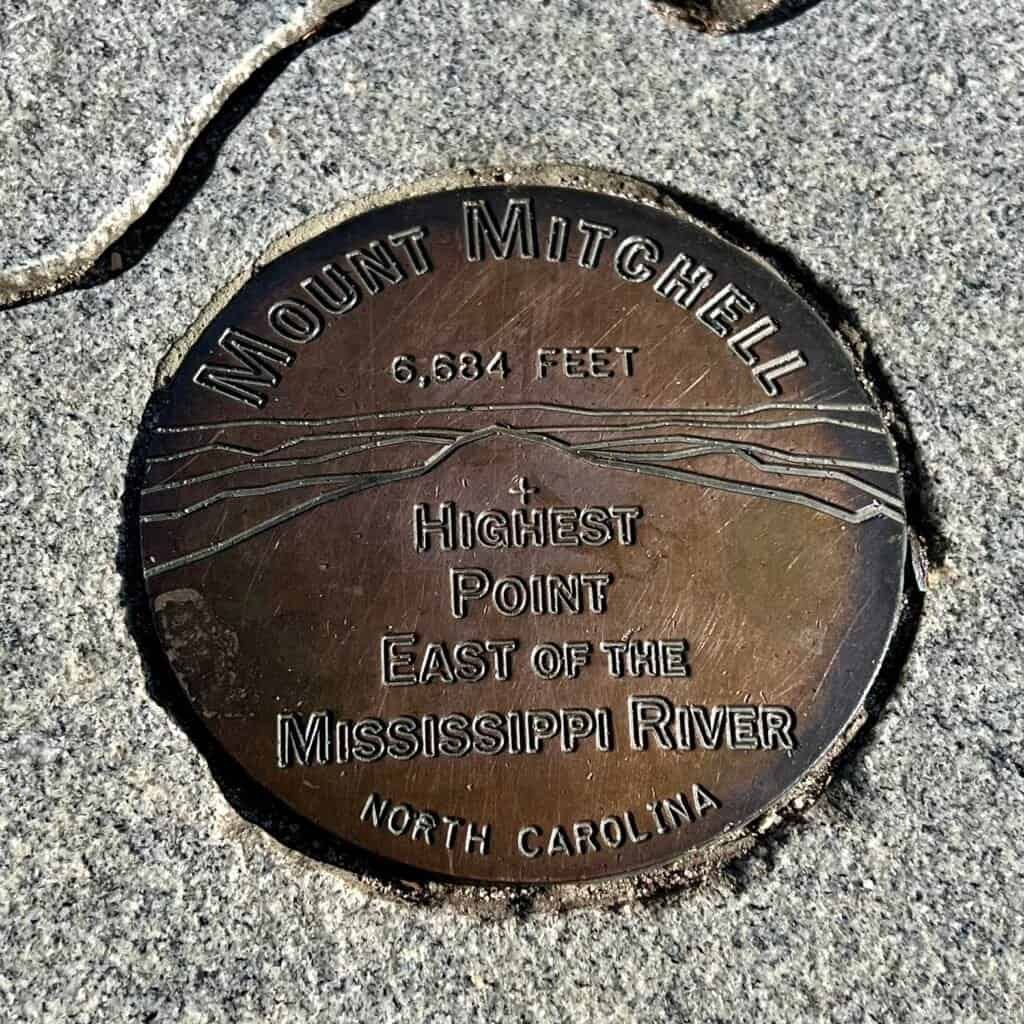 Mount Mitchell
6,684 FEET
Highest
Point
East of the
Mississippi River
NORTH CAROLINA